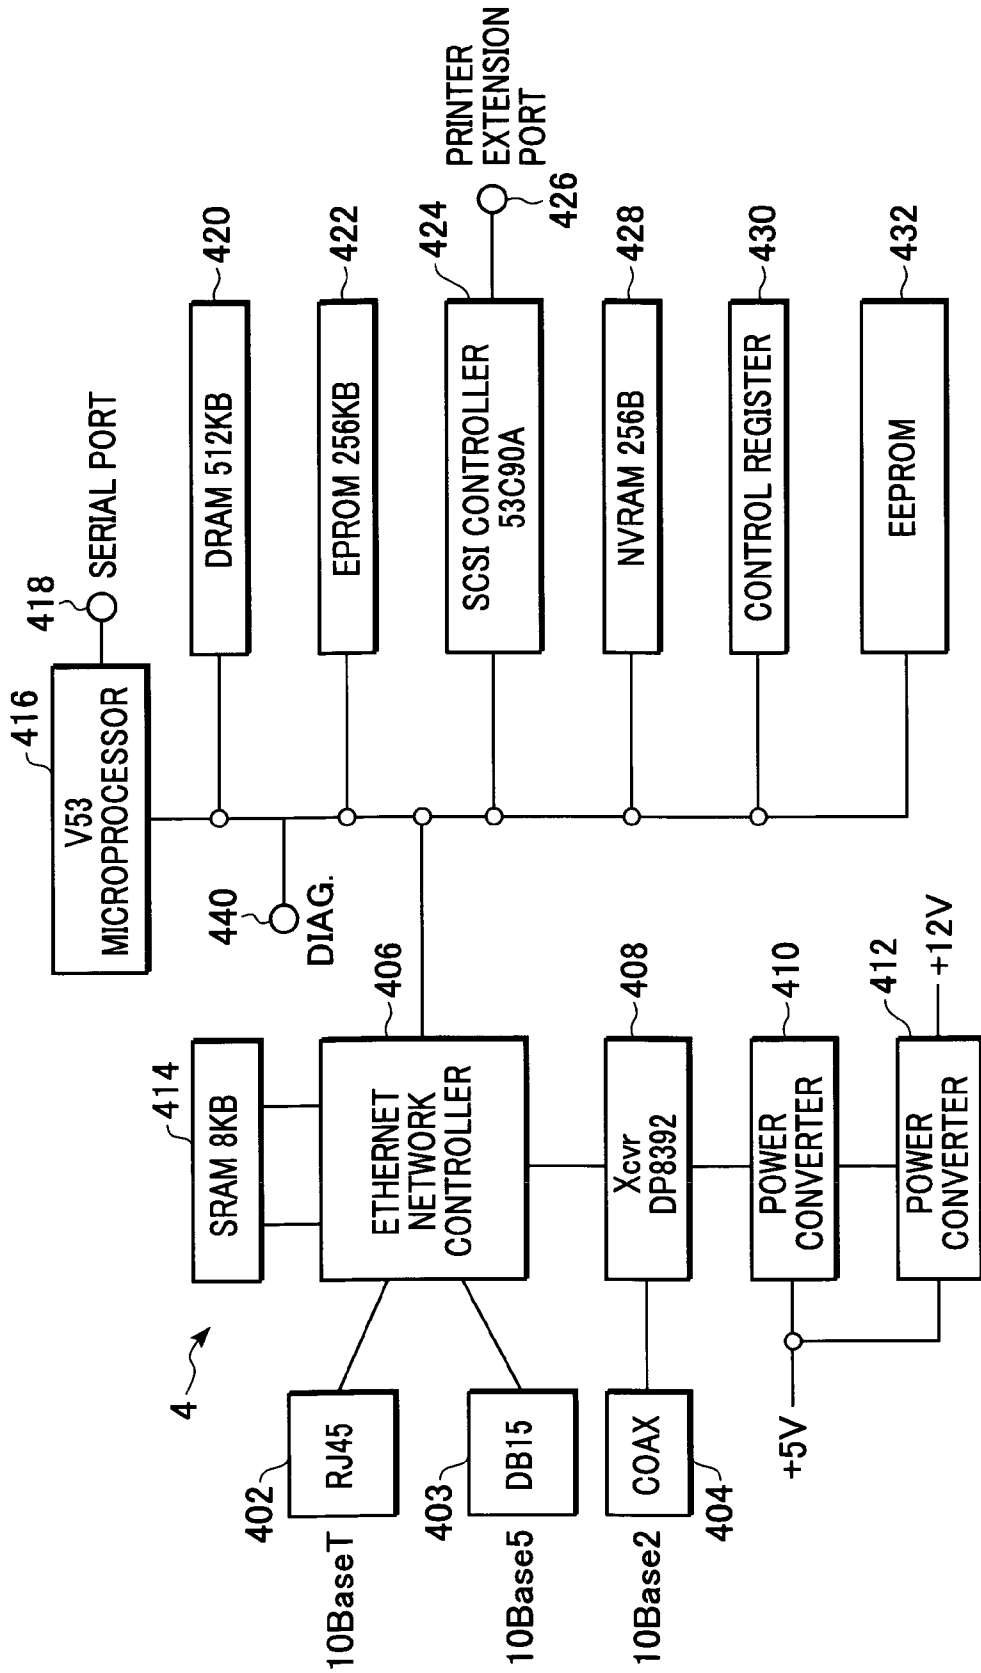 4
402
RJ45
10BaseT
403
DB15
10Base5
404
COAX
10Base2
414
SRAM 8KB
406
ETHERNET
NETWORK
CONTROLLER
408
Xcvr
DP8392
410
POWER
CONVERTER
412
POWER
CONVERTER
+5V
+12V
416
V53
MICROPROCESSOR
418
SERIAL PORT
440
DIAG.
420
DRAM 512KB
422
EPROM 256KB
424
SCSI CONTROLLER
53C90A
426
PRINTER
EXTENSION
PORT
428
NVRAM 256B
430
CONTROL REGISTER
432
EEPROM